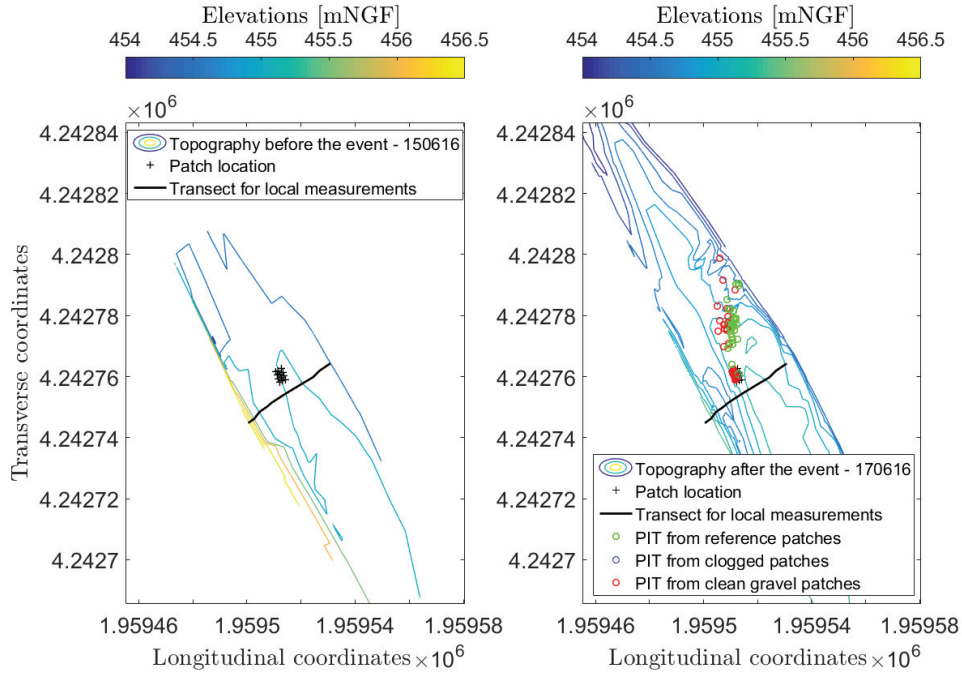 Elevations [mNGF]
454 454.5 455 455.5 456 456.5
×10^6
4.24284
4.24282
4.2428
4.24278
4.24276
4.24274
4.24272
4.2427
Transverse coordinates
Topography before the event - 150616
Patch location
Transect for local measurements
1.95946 1.9595 1.95954 1.95958
Longitudinal coordinates ×10^6
Elevations [mNGF]
454 454.5 455 455.5 456 456.5
×10^6
4.24284
4.24282
4.2428
4.24278
4.24276
4.24274
4.24272
4.2427
Topography after the event - 170616
Patch location
Transect for local measurements
PIT from reference patches
PIT from clogged patches
PIT from clean gravel patches
1.95946 1.9595 1.95954 1.95958
Longitudinal coordinates ×10^6